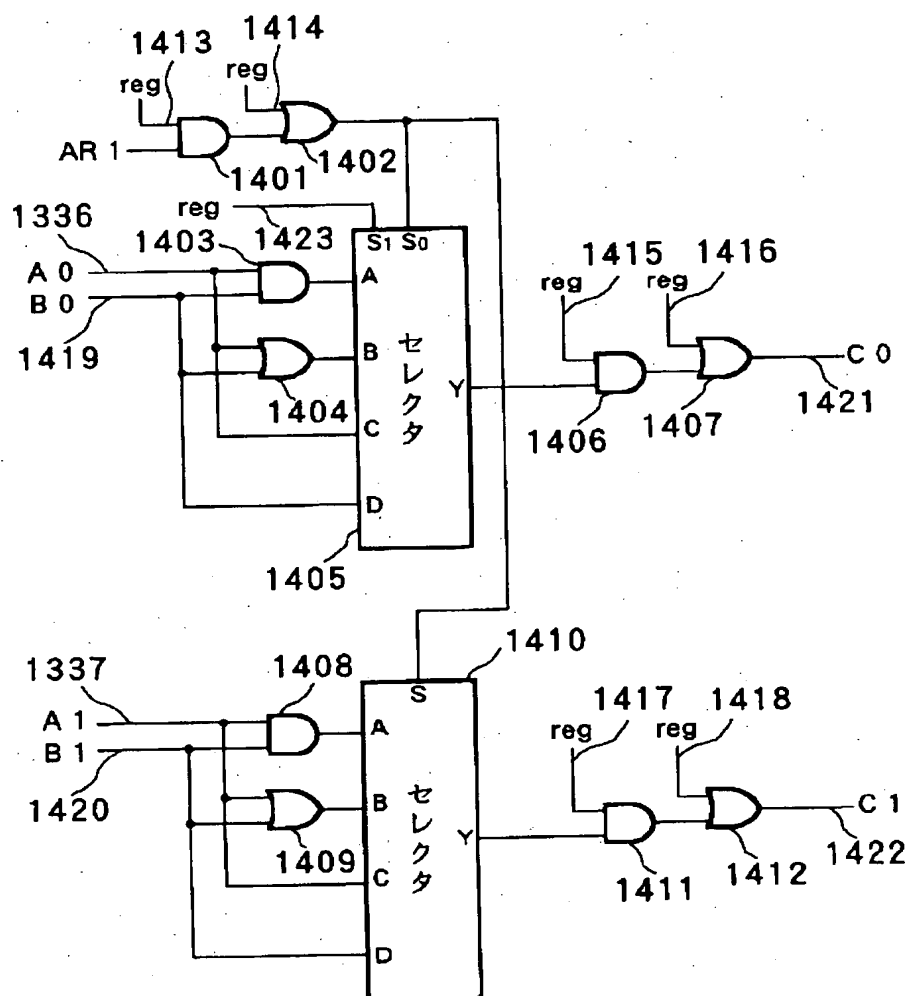 1413
1414
reg
reg
AR 1
1401
1402
1336
1403
reg
1423
S1 S0
A 0
B 0
1419
A
B
C
D
セレクタ
Y
1404
1405
1415
1416
reg
reg
C 0
1406
1407
1421
1410
1337
1408
S
A 1
B 1
1420
A
B
C
D
セレクタ
Y
1409
1417
1418
reg
reg
C 1
1411
1412
1422